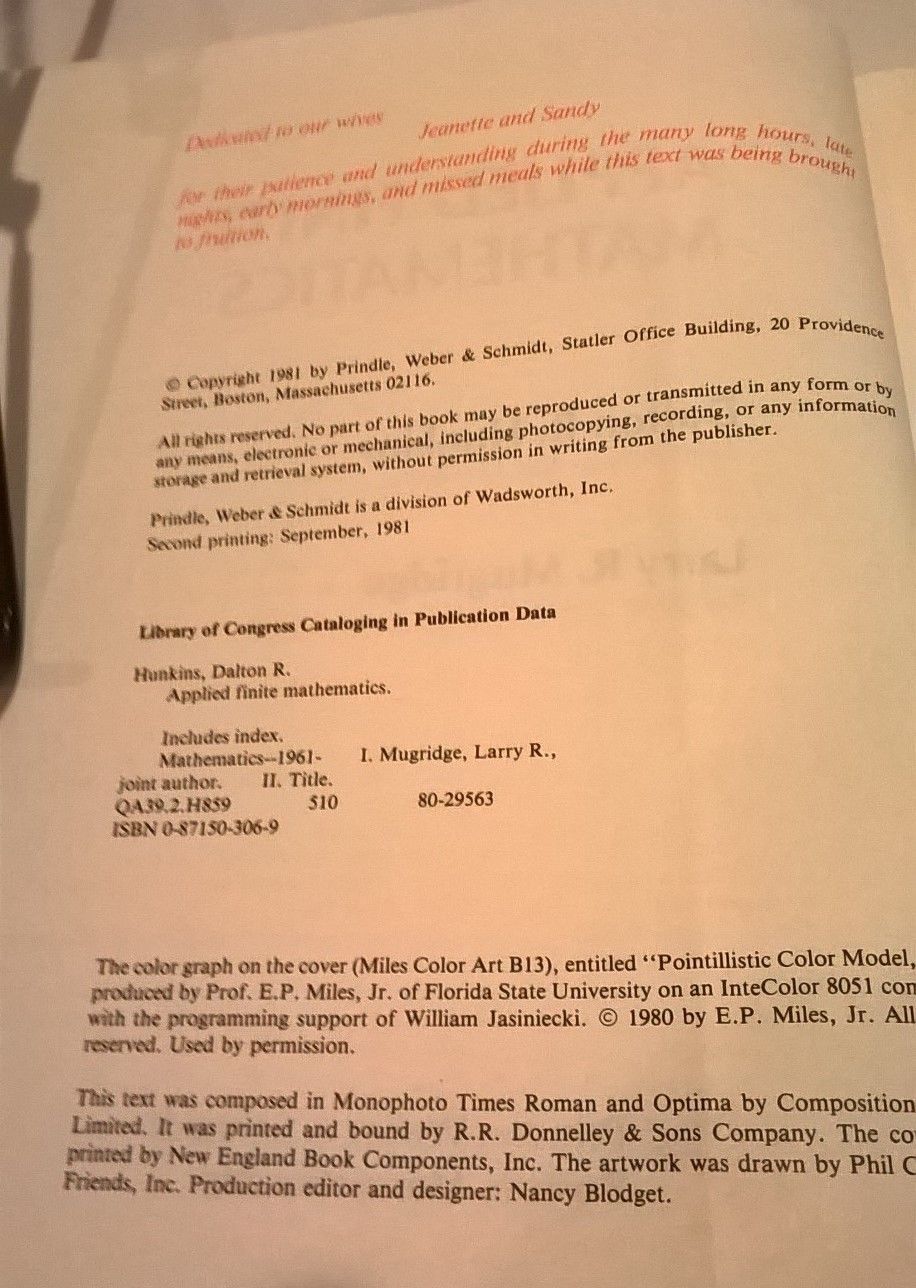 Dedicated to our wives Jeanette and Sandy
for their patience and understanding during the many long hours, late
nights, early mornings, and missed meals while this text was being brought
to fruition.
© Copyright 1981 by Prindle, Weber & Schmidt, Statler Office Building, 20 Providence
Street, Boston, Massachusetts 02116.
All rights reserved. No part of this book may be reproduced or transmitted in any form or by
any means, electronic or mechanical, including photocopying, recording, or any information
storage and retrieval system, without permission in writing from the publisher.
Prindle, Weber & Schmidt is a division of Wadsworth, Inc.
Second printing: September, 1981
Library of Congress Cataloging in Publication Data
Hunkins, Dalton R.
Applied finite mathematics.
Includes index.
Mathematics--1961- I. Mugridge, Larry R.,
joint author. II. Title.
QA39.2.H859 510 80-29563
ISBN 0-87150-306-9
The color graph on the cover (Miles Color Art B13), entitled “Pointillistic Color Model,
produced by Prof. E.P. Miles, Jr. of Florida State University on an InteColor 8051
with the programming support of William Jasiniecki. © 1980 by E.P. Miles, Jr. All
reserved. Used by permission.
This text was composed in Monophoto Times Roman and Optima by Composition
Limited. It was printed and bound by R.R. Donnelley & Sons Company. The
printed by New England Book Components, Inc. The artwork was drawn by Phil
Friends, Inc. Production editor and designer: Nancy Blodget.